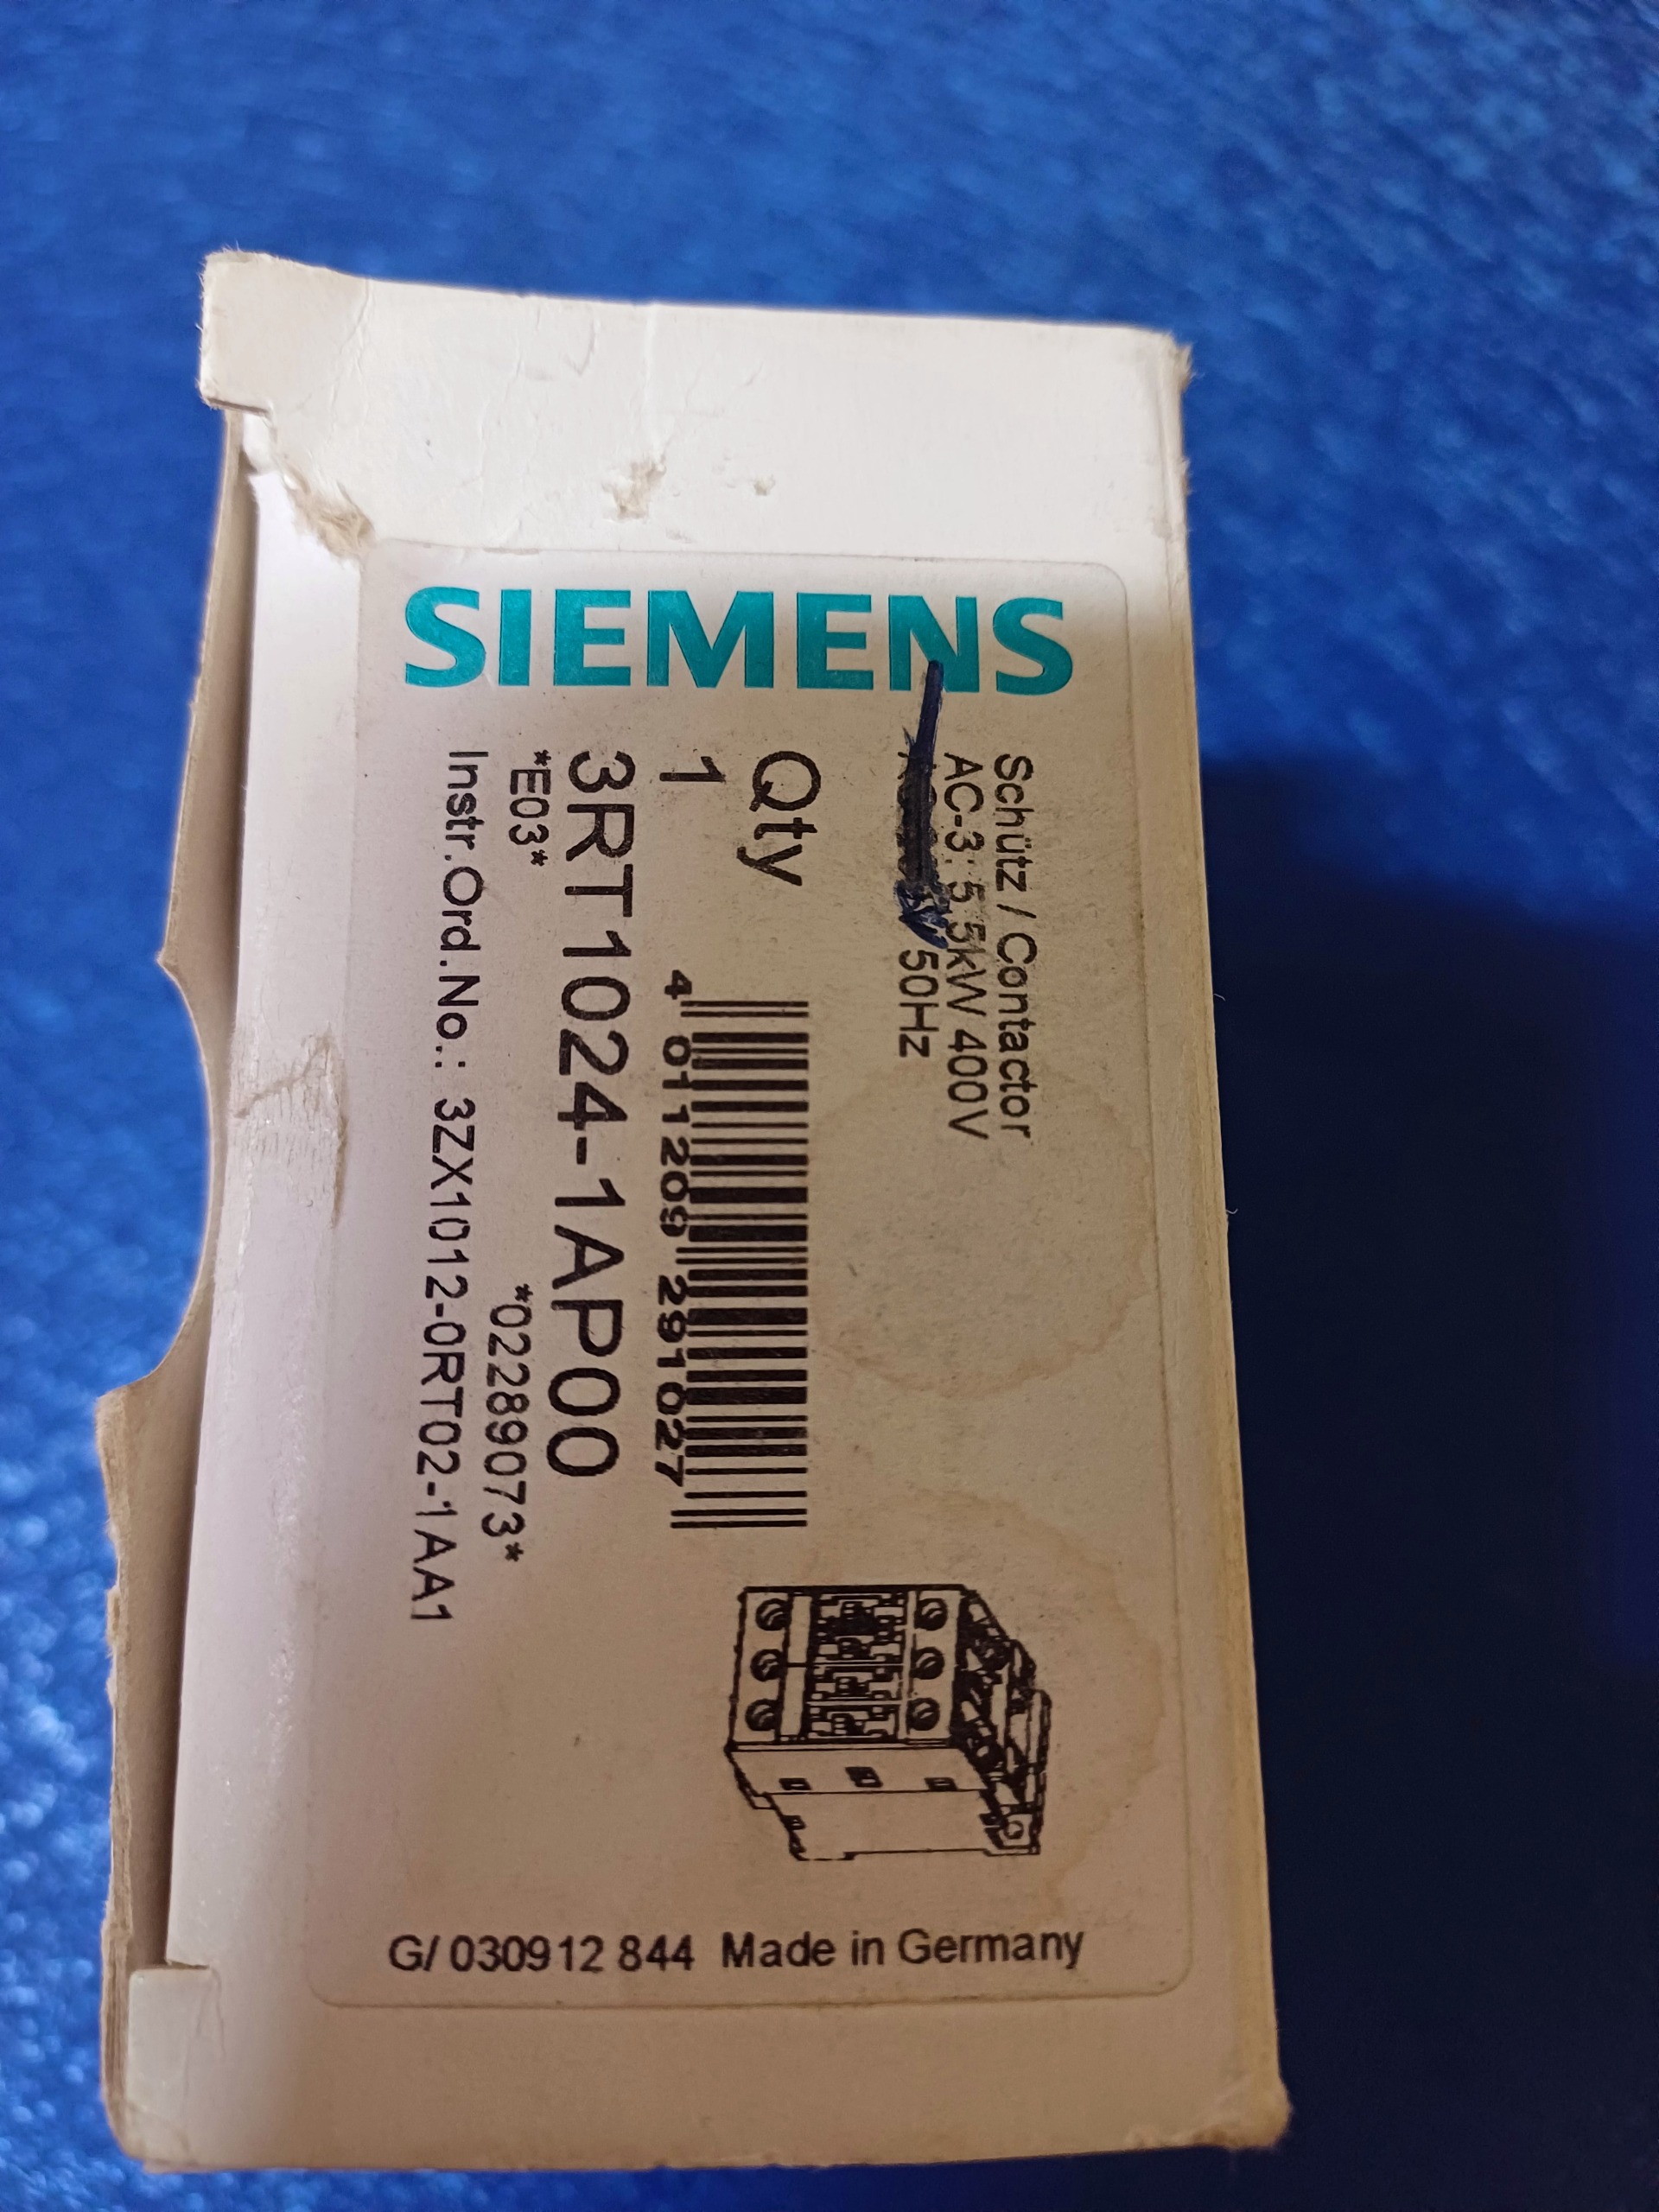 SIEMENS
Schütz / Contactor
AC-3: 5,5kW 400V
50Hz
Qty
1
4 011209 291027
3RT1024-1AP00
*E03*
*02289073*
Instr.Ord.No.: 3ZX1012-0RT02-1AA1
G/ 030912 844 Made in Germany